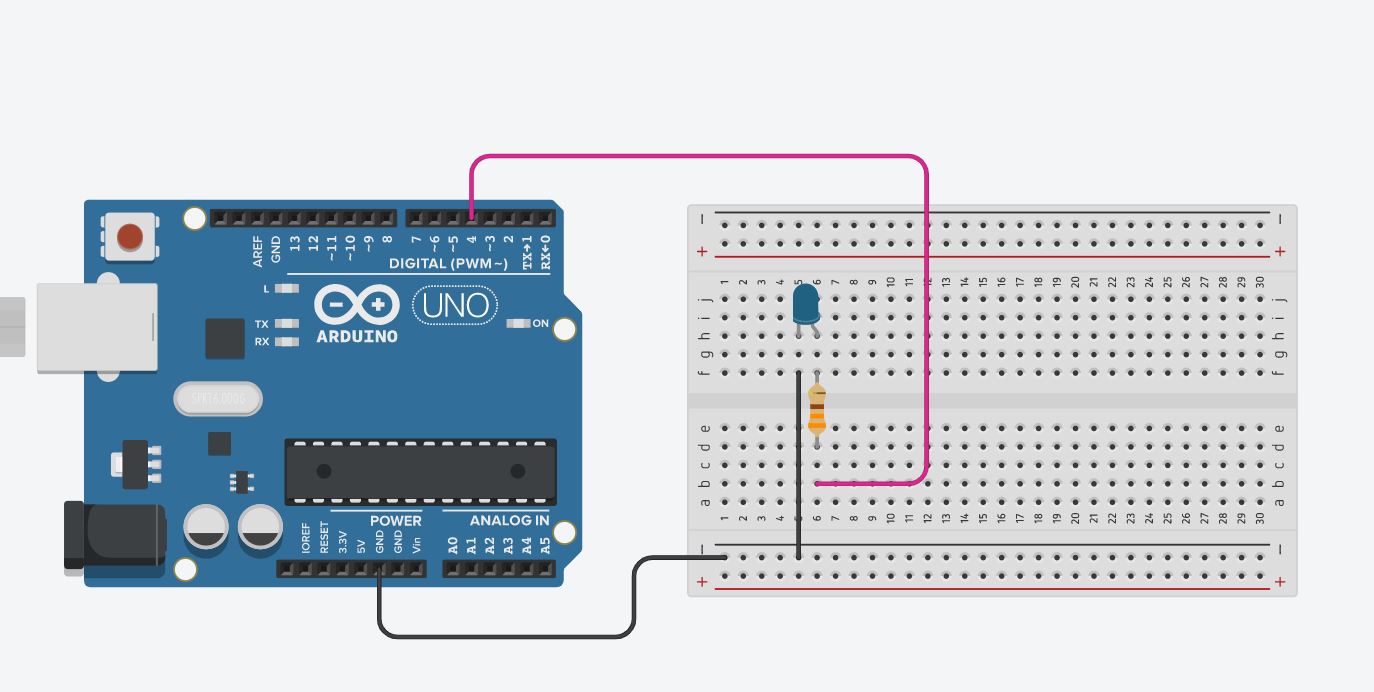 AREF
GND
13
12
~11
~10
~9
8
7
~6
~5
4
~3
2
TX→1
RX←0
DIGITAL (PWM~)
L
TX
RX
UNO
ON
ARDUINO
SPK16.000G
POWER
ANALOG IN
IOREF
RESET
3.3V
5V
GND
GND
Vin
A0
A1
A2
A3
A4
A5
− −
+ +
1 2 3 4 5 6 7 8 9 10 11 12 13 14 15 16 17 18 19 20 21 22 23 24 25 26 27 28 29 30
j j
i i
h h
g g
f f
e e
d d
c c
b b
a a
1 2 3 4 5 6 7 8 9 10 11 12 13 14 15 16 17 18 19 20 21 22 23 24 25 26 27 28 29 30
− −
+ +